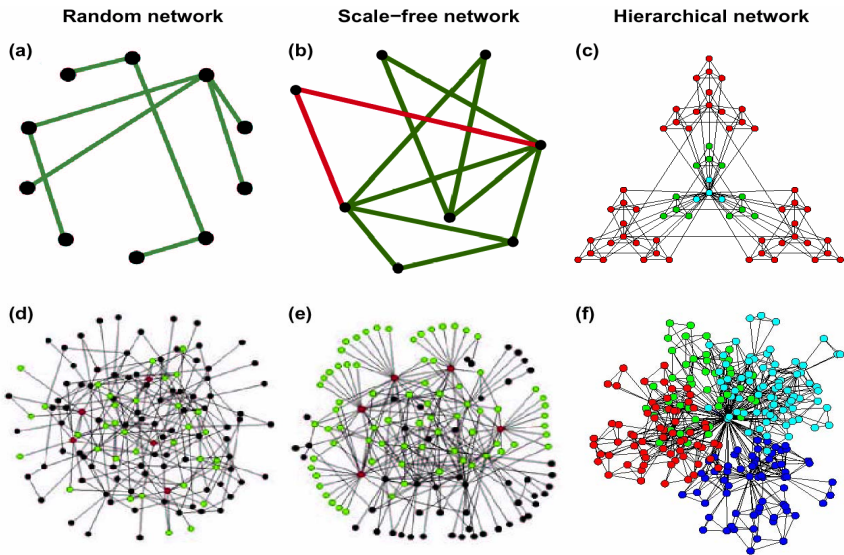 Random network
Scale−free network
Hierarchical network
(a)
(b)
(c)
(d)
(e)
(f)